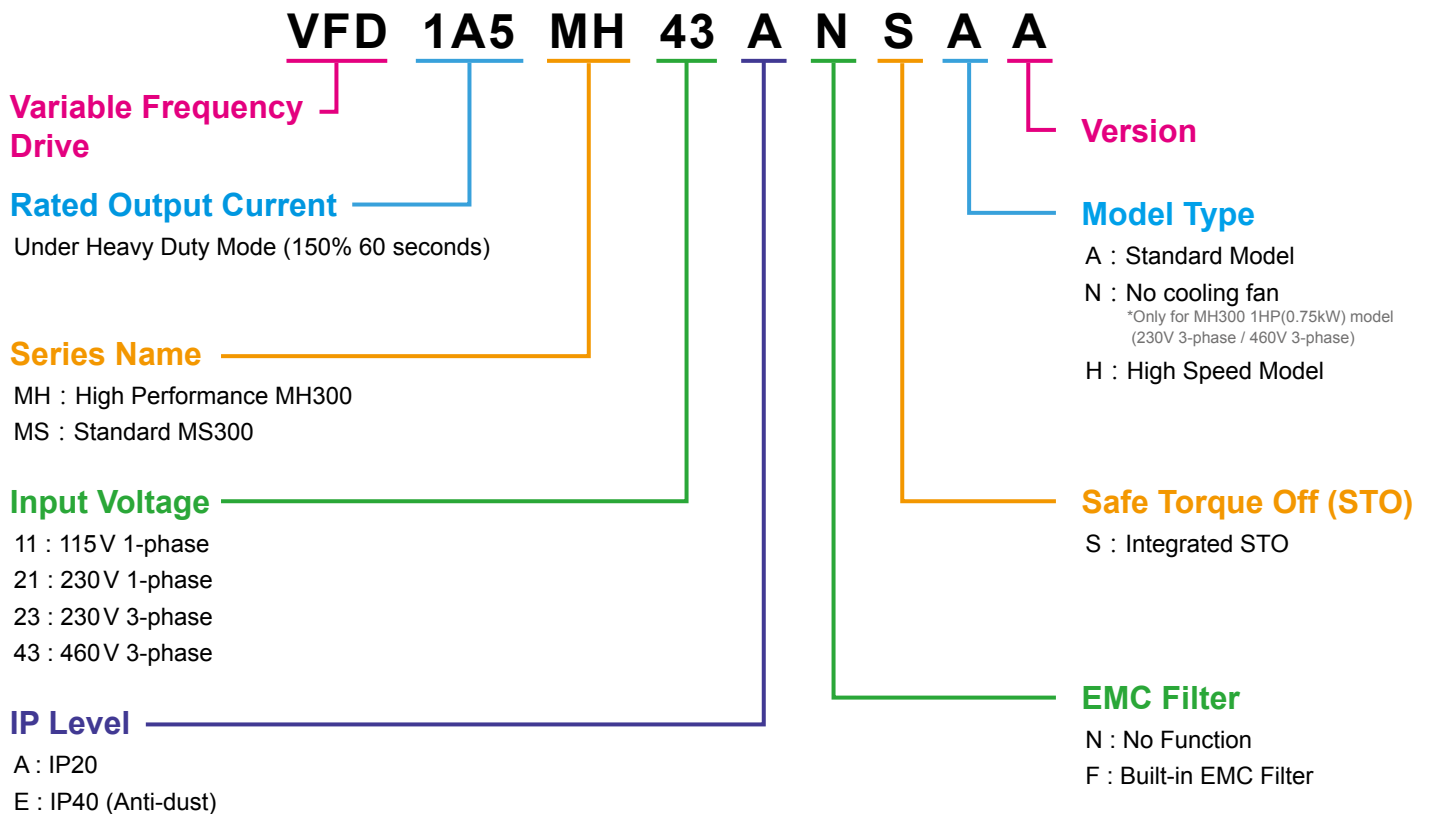 VFD 1A5 MH 43 A N S A A
Variable Frequency
Drive
Rated Output Current
Under Heavy Duty Mode (150% 60 seconds)
Series Name
MH : High Performance MH300
MS : Standard MS300
Input Voltage
11 : 115V 1-phase
21 : 230V 1-phase
23 : 230V 3-phase
43 : 460V 3-phase
IP Level
A : IP20
E : IP40 (Anti-dust)
Version
Model Type
A : Standard Model
N : No cooling fan
*Only for MH300 1HP(0.75kW) model
(230V 3-phase / 460V 3-phase)
H : High Speed Model
Safe Torque Off (STO)
S : Integrated STO
EMC Filter
N : No Function
F : Built-in EMC Filter